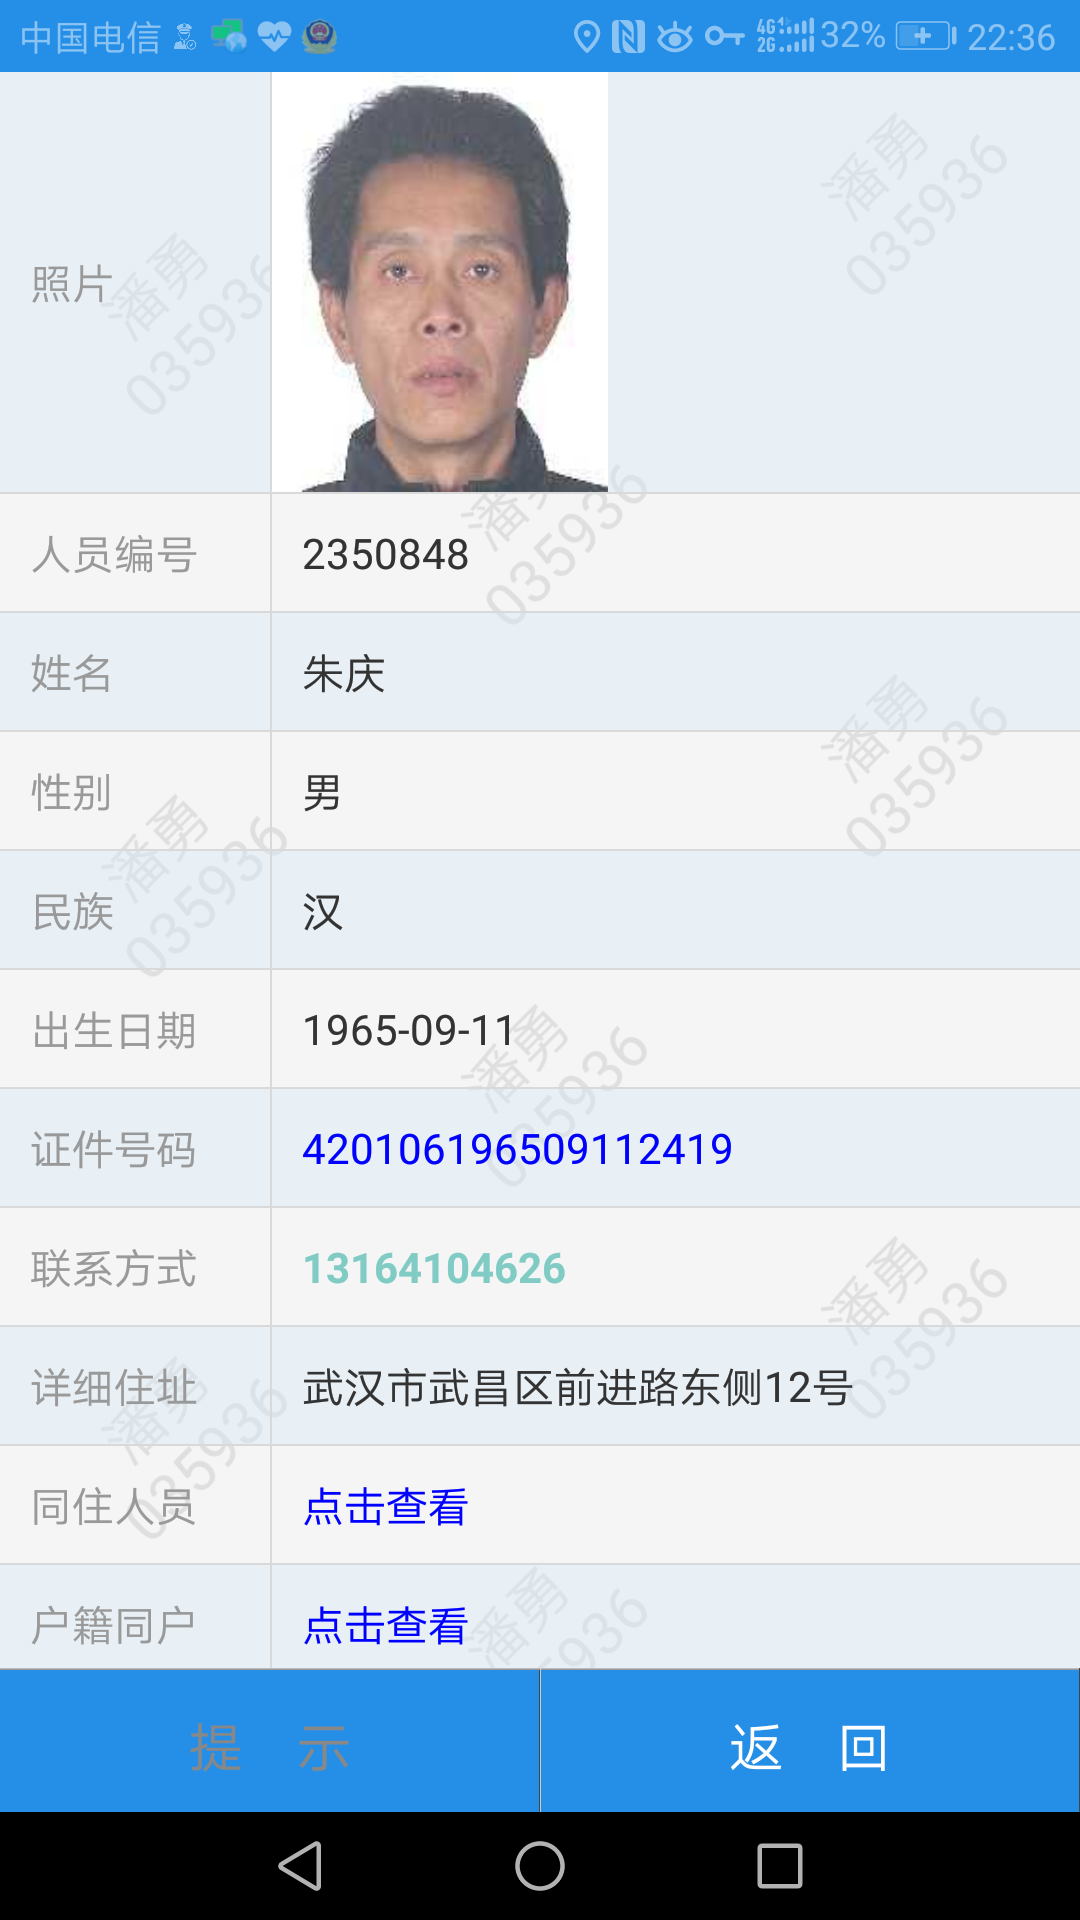 中国电信 4G 2G 32% 22:36
照片
潘勇
035936
潘勇
035936
人员编号 2350848
潘勇
035936
姓名 朱庆
性别 男
潘勇
035936
民族 汉
潘勇
035936
出生日期 1965-09-11
潘勇
035936
证件号码 420106196509112419
联系方式 13164104626
潘勇
035936
详细住址 武汉市武昌区前进路东侧12号
潘勇
035936
同住人员 点击查看
户籍同户 点击查看
潘勇
035936
提 示 返 回